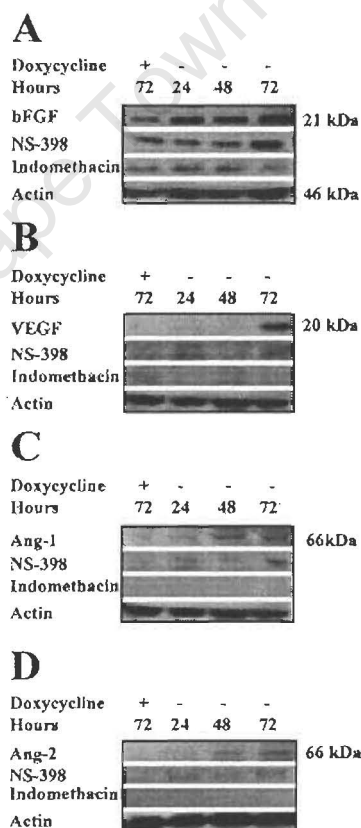 ape Town
A
Doxycycline + - - -
Hours 72 24 48 72
bFGF 21 kDa
NS-398
Indomethacin
Actin 46 kDa
B
Doxycycline + - - -
Hours 72 24 48 72
VEGF 20 kDa
NS-398
Indomethacin
Actin
C
Doxycycline + - - -
Hours 72 24 48 72
Ang-1 66kDa
NS-398
Indomethacin
Actin
D
Doxycycline + - - -
Hours 72 24 48 72
Ang-2 66 kDa
NS-398
Indomethacin
Actin